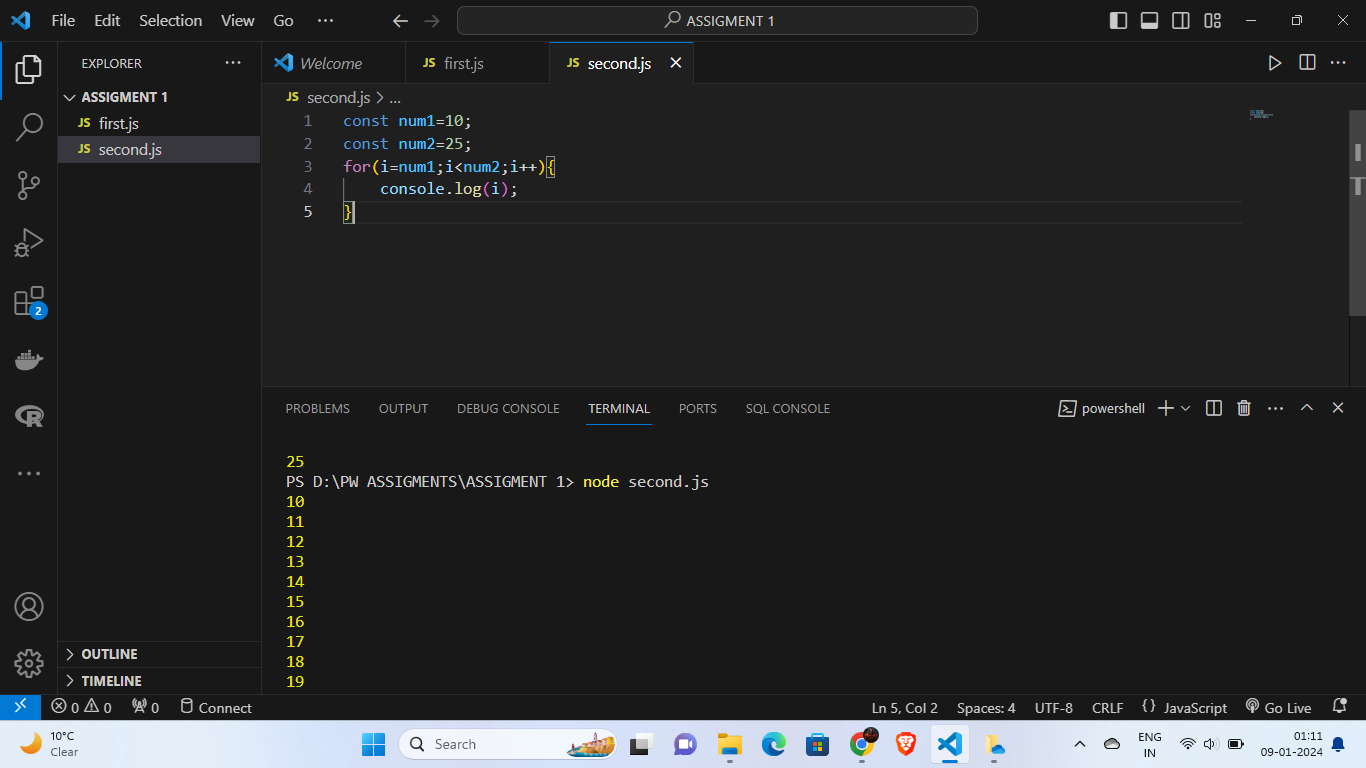 File Edit Selection View Go ··· ASSIGMENT 1
EXPLORER ···
ASSIGMENT 1
JS first.js
JS second.js
OUTLINE
TIMELINE
2
Welcome JS first.js JS second.js
JS second.js > ...
1 const num1=10;
2 const num2=25;
3 for(i=num1;i<num2;i++){
4 console.log(i);
5 }
PROBLEMS OUTPUT DEBUG CONSOLE TERMINAL PORTS SQL CONSOLE powershell
25
PS D:\PW ASSIGMENTS\ASSIGMENT 1> node second.js
10
11
12
13
14
15
16
17
18
19
0 0 0 Connect Ln 5, Col 2 Spaces: 4 UTF-8 CRLF {} JavaScript Go Live
10°C
Clear
Search
ENG
IN
01:11
09-01-2024